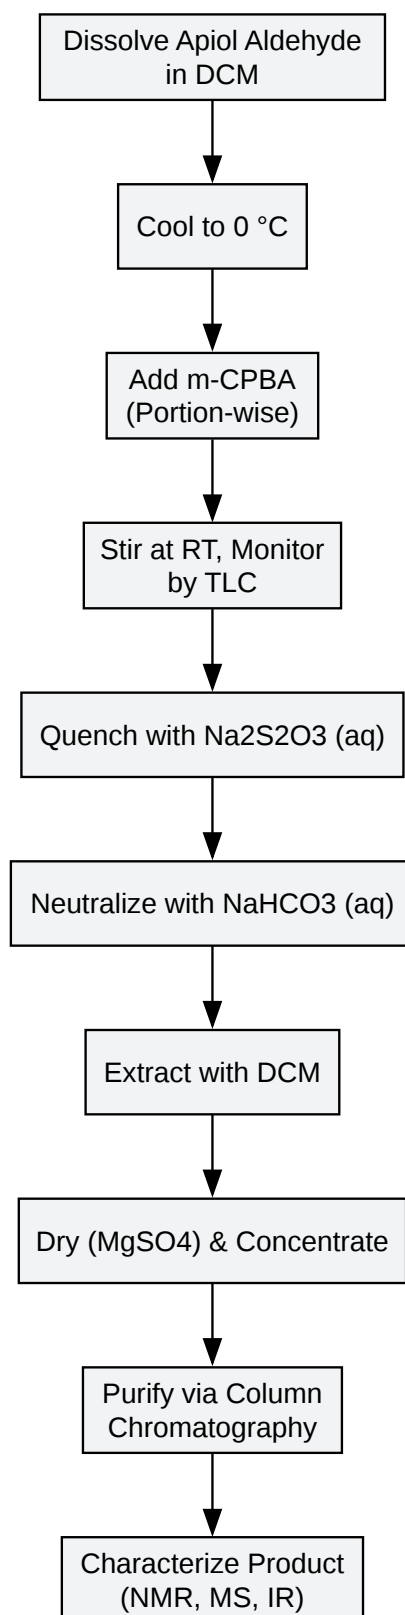 Dissolve Apiol Aldehyde
in DCM
Cool to 0 °C
Add m-CPBA
(Portion-wise)
Stir at RT, Monitor
by TLC
Quench with Na2S2O3 (aq)
Neutralize with NaHCO3 (aq)
Extract with DCM
Dry (MgSO4) & Concentrate
Purify via Column
Chromatography
Characterize Product
(NMR, MS, IR)